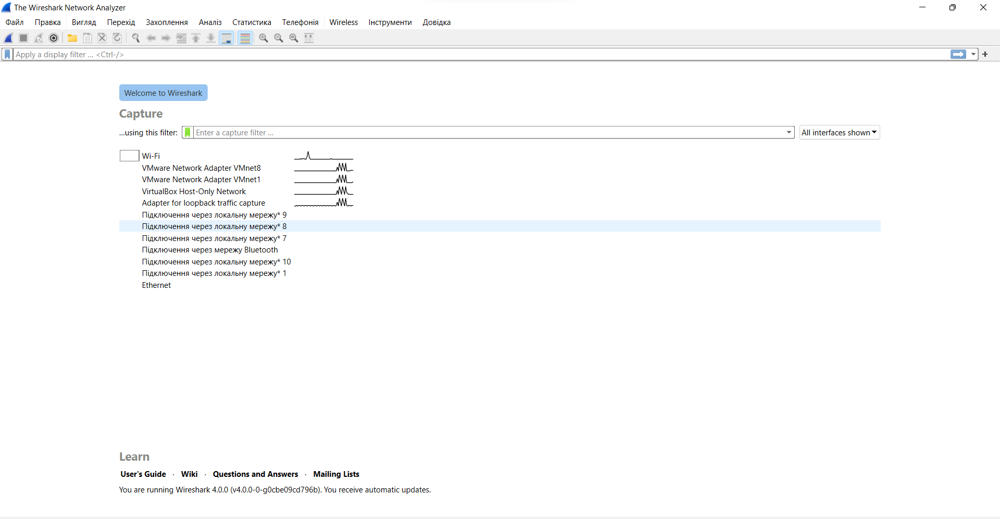 The Wireshark Network Analyzer
Файл Правка Вигляд Перехід Захоплення Аналіз Статистика Телефонія Wireless Інструменти Довідка
Apply a display filter ... <Ctrl-/>
Welcome to Wireshark
Capture
...using this filter: Enter a capture filter ... All interfaces shown
Wi-Fi
VMware Network Adapter VMnet8
VMware Network Adapter VMnet1
VirtualBox Host-Only Network
Adapter for loopback traffic capture
Підключення через локальну мережу* 9
Підключення через локальну мережу* 8
Підключення через локальну мережу* 7
Підключення через мережу Bluetooth
Підключення через локальну мережу* 10
Підключення через локальну мережу* 1
Ethernet
Learn
User's Guide · Wiki · Questions and Answers · Mailing Lists
You are running Wireshark 4.0.0 (v4.0.0-0-g0cbe09cd796b). You receive automatic updates.